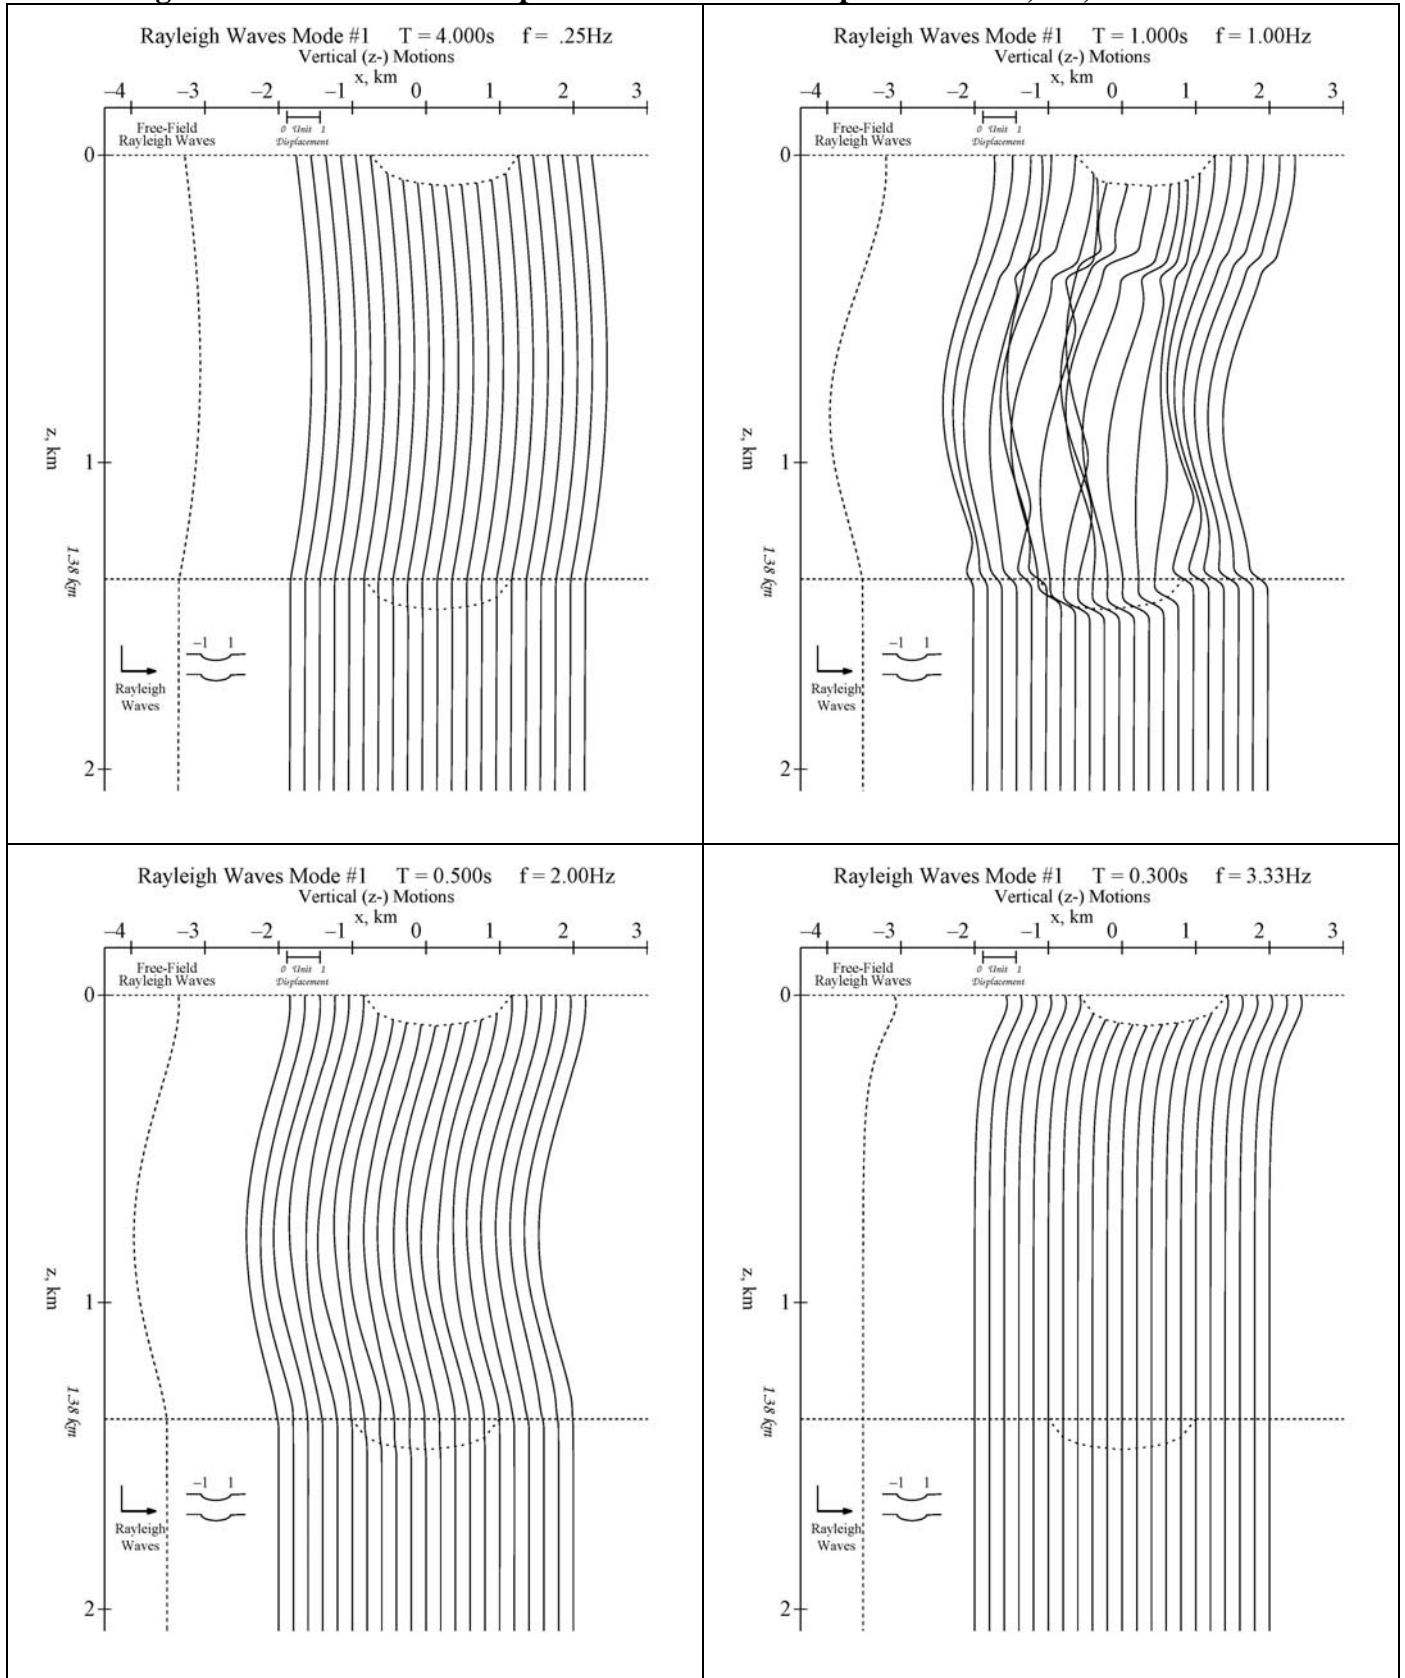 Rayleigh Waves Mode #1 T = 4.000s f = .25Hz
Vertical (z-) Motions
x, km
−4 −3 −2 −1 0 1 2 3
Free-Field
Rayleigh Waves
0 Unit 1
Displacement
0
1
z, km
1.38 km
−1 1
Rayleigh
Waves
2
Rayleigh Waves Mode #1 T = 1.000s f = 1.00Hz
Vertical (z-) Motions
x, km
−4 −3 −2 −1 0 1 2 3
Free-Field
Rayleigh Waves
0 Unit 1
Displacement
0
z, km
1
1.38 km
−1 1
Rayleigh
Waves
2
Rayleigh Waves Mode #1 T = 0.500s f = 2.00Hz
Vertical (z-) Motions
x, km
−4 −3 −2 −1 0 1 2 3
Free-Field
Rayleigh Waves
0 Unit 1
Displacement
0
z, km
1
1.38 km
−1 1
Rayleigh
Waves
2
Rayleigh Waves Mode #1 T = 0.300s f = 3.33Hz
Vertical (z-) Motions
x, km
−4 −3 −2 −1 0 1 2 3
Free-Field
Rayleigh Waves
0 Unit 1
Displacement
0
z, km
1
1.38 km
−1 1
Rayleigh
Waves
2